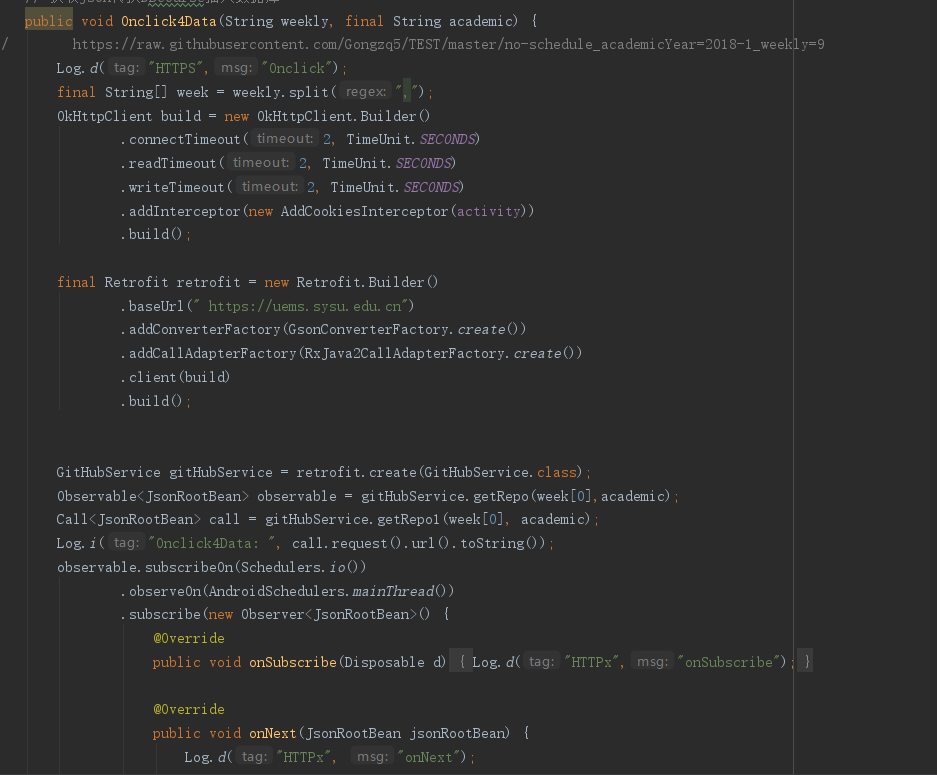 public void Onclick4Data(String weekly, final String academic) {
/ https://raw.githubusercontent.com/Gongzq5/TEST/master/no-schedule_academicYear=2018-1_weekly=9
Log.d( tag: "HTTPS", msg: "Onclick");
final String[] week = weekly.split( regex: ",");
OkHttpClient build = new OkHttpClient.Builder()
.connectTimeout( timeout: 2, TimeUnit.SECONDS)
.readTimeout( timeout: 2, TimeUnit.SECONDS)
.writeTimeout( timeout: 2, TimeUnit.SECONDS)
.addInterceptor(new AddCookiesInterceptor(activity))
.build();
final Retrofit retrofit = new Retrofit.Builder()
.baseUrl(" https://uems.sysu.edu.cn")
.addConverterFactory(GsonConverterFactory.create())
.addCallAdapterFactory(RxJava2CallAdapterFactory.create())
.client(build)
.build();
GitHubService gitHubService = retrofit.create(GitHubService.class);
Observable<JsonRootBean> observable = gitHubService.getRepo(week[0],academic);
Call<JsonRootBean> call = gitHubService.getRepo1(week[0], academic);
Log.i( tag: "Onclick4Data: ", call.request().url().toString());
observable.subscribeOn(Schedulers.io())
.observeOn(AndroidSchedulers.mainThread())
.subscribe(new Observer<JsonRootBean>() {
@Override
public void onSubscribe(Disposable d) { Log.d( tag: "HTTPx", msg: "onSubscribe"); }
@Override
public void onNext(JsonRootBean jsonRootBean) {
Log.d( tag: "HTTPx", msg: "onNext");